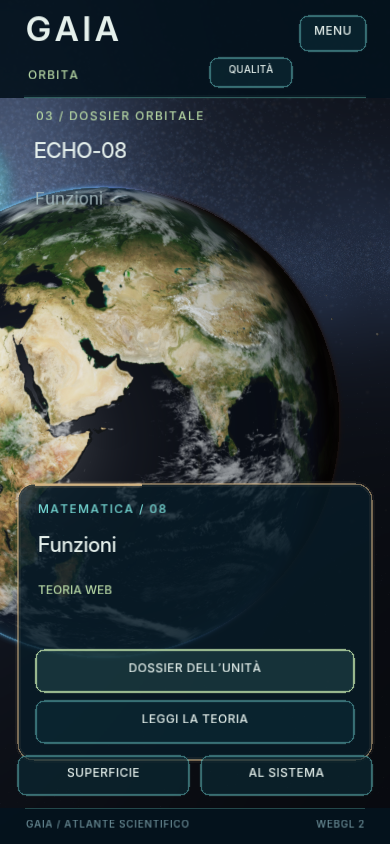 GAIA
MENU
ORBITA
QUALITÀ
03 / DOSSIER ORBITALE
ECHO-08
Funzioni
MATEMATICA / 08
Funzioni
TEORIA WEB
DOSSIER DELL'UNITÀ
LEGGI LA TEORIA
SUPERFICIE
AL SISTEMA
GAIA / ATLANTE SCIENTIFICO
WEBGL 2